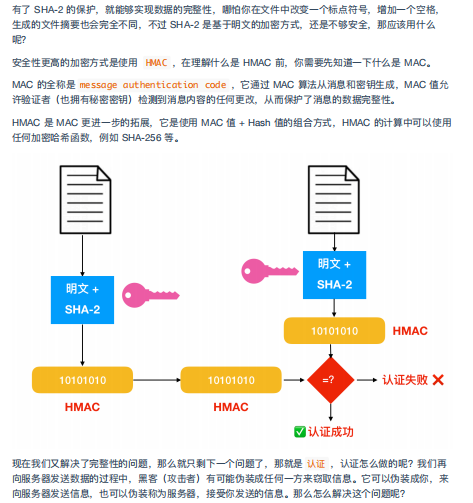 有了 SHA-2 的保护，就能够实现数据的完整性，哪怕你在文件中改变一个标点符号，增加一个空格，
生成的文件摘要也会完全不同，不过 SHA-2 是基于明文的加密方式，还是不够安全，那应该用什么
呢？
安全性更高的加密方式是使用 HMAC ，在理解什么是 HMAC 前，你需要先知道一下什么是 MAC。
MAC 的全称是 message authentication code ，它通过 MAC 算法从消息和密钥生成，MAC 值允
许验证者（也拥有秘密密钥）检测到消息内容的任何更改，从而保护了消息的数据完整性。
HMAC 是 MAC 更进一步的拓展，它是使用 MAC 值 + Hash 值的组合方式，HMAC 的计算中可以使用
任何加密哈希函数，例如 SHA-256 等。
明文 +
SHA-2
明文 +
SHA-2
10101010
HMAC
10101010
HMAC
10101010
HMAC
=?
认证失败
认证成功
现在我们又解决了完整性的问题，那么就只剩下一个问题了，那就是 认证 ，认证怎么做的呢？我们再
向服务器发送数据的过程中，黑客（攻击者）有可能伪装成任何一方来窃取信息。它可以伪装成你，来
向服务器发送信息，也可以伪装称为服务器，接受你发送的信息。那么怎么解决这个问题呢？